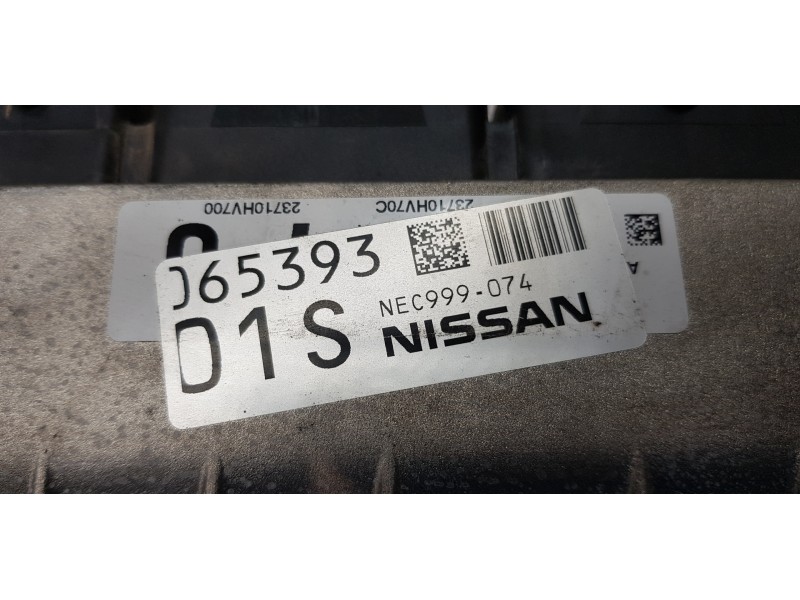 23710HV700
23710HV70C
065393
NEC999-074
D1S
NISSAN
A